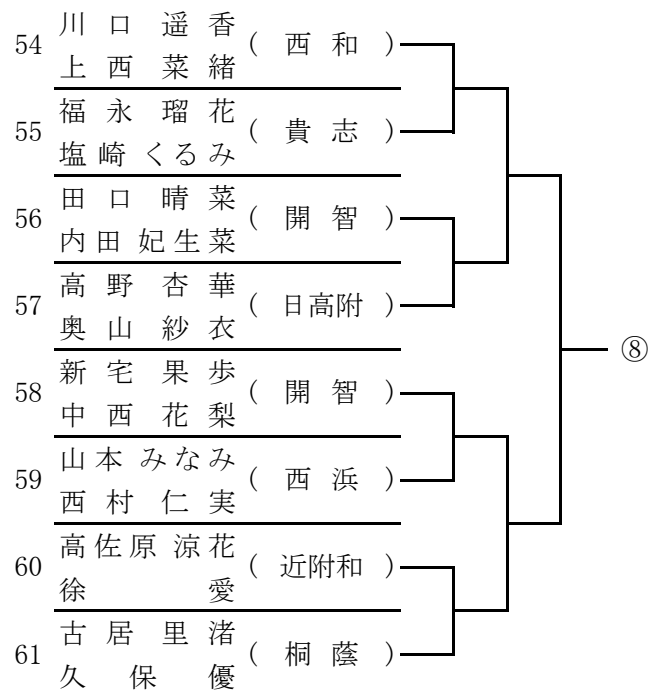 54 川口遥香 (西和)
上西菜緒
55 福永瑠花 (貴志)
塩崎くるみ
56 田口晴菜 (開智)
内田妃生菜
57 高野杏華 (日高附)
奥山紗衣
⑧
58 新宅果歩 (開智)
中西花梨
59 山本みなみ (西浜)
西村仁実
60 高佐原涼花 (近附和)
徐愛
61 古居里渚 (桐蔭)
久保優